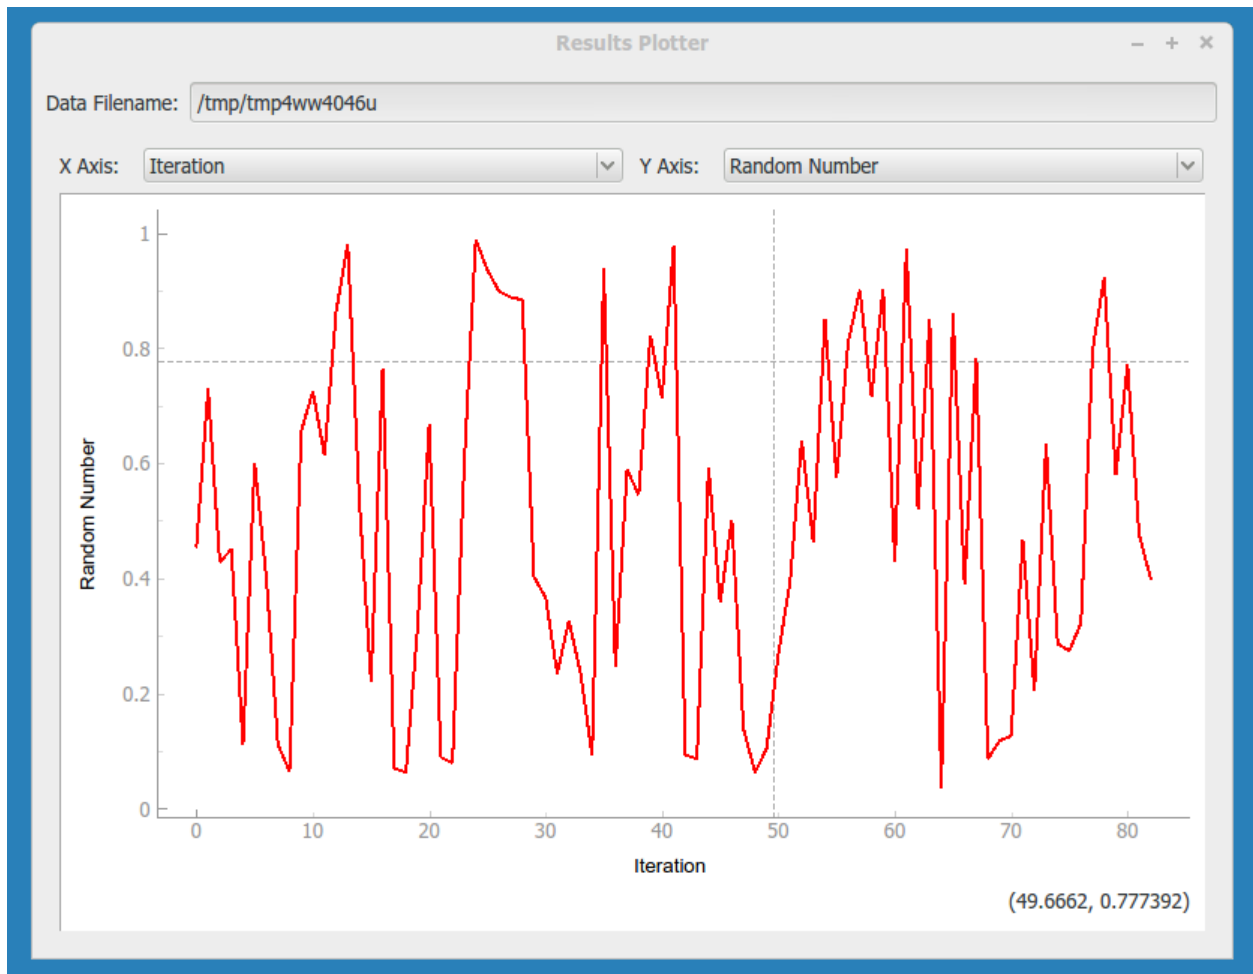 Results Plotter
Data Filename: /tmp/tmp4ww4046u
X Axis: Iteration Y Axis: Random Number
1
0.8
0.6
0.4
0.2
0
Random Number
0 10 20 30 40 50 60 70 80
Iteration
(49.6662, 0.777392)